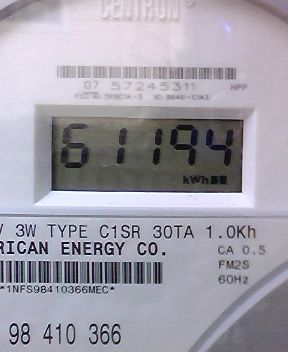 CENTRON
07 57245311 HPP
61194
kWh
V 3W TYPE C1SR 30TA 1.0Kh
RICAN ENERGY CO. CA 0.5
FM2S
*1NFS98410366MEC* 60Hz
98 410 366